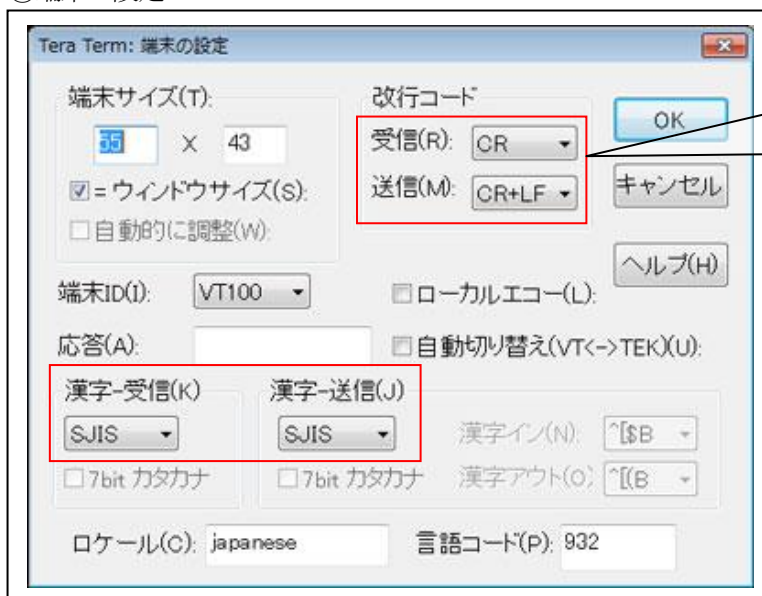 Tera Term: 端末の設定
端末サイズ(T):
55 X 43
☑= ウィンドウサイズ(S):
□自動的に調整(W):
改行コード
受信(R): CR
送信(M): CR+LF
OK
キャンセル
ヘルプ(H)
端末ID(I): VT100
□ローカルエコー(L):
応答(A):
□自動切り替え(VT<->TEK)(U):
漢字-受信(K)
SJIS
□7bit カタカナ
漢字-送信(J)
SJIS
□7bit カタカナ
漢字イン(N): ^[$B
漢字アウト(O): ^[(B
ロケール(C): japanese
言語コード(P): 932